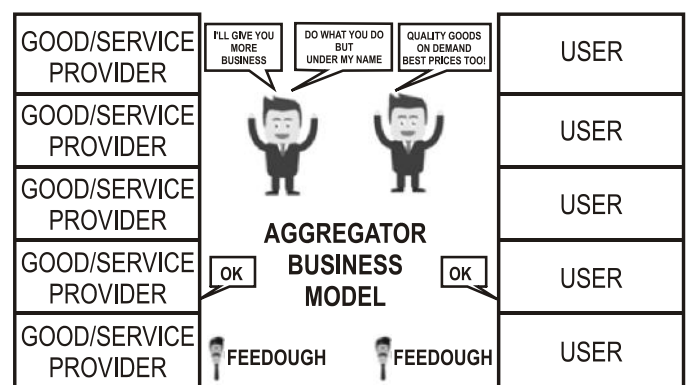 GOOD/SERVICE
PROVIDER
GOOD/SERVICE
PROVIDER
GOOD/SERVICE
PROVIDER
GOOD/SERVICE
PROVIDER
GOOD/SERVICE
PROVIDER
I'LL GIVE YOU
MORE
BUSINESS
DO WHAT YOU DO
BUT
UNDER MY NAME
QUALITY GOODS
ON DEMAND
BEST PRICES TOO!
AGGREGATOR
BUSINESS
MODEL
OK
OK
FEEDOUGH
FEEDOUGH
USER
USER
USER
USER
USER